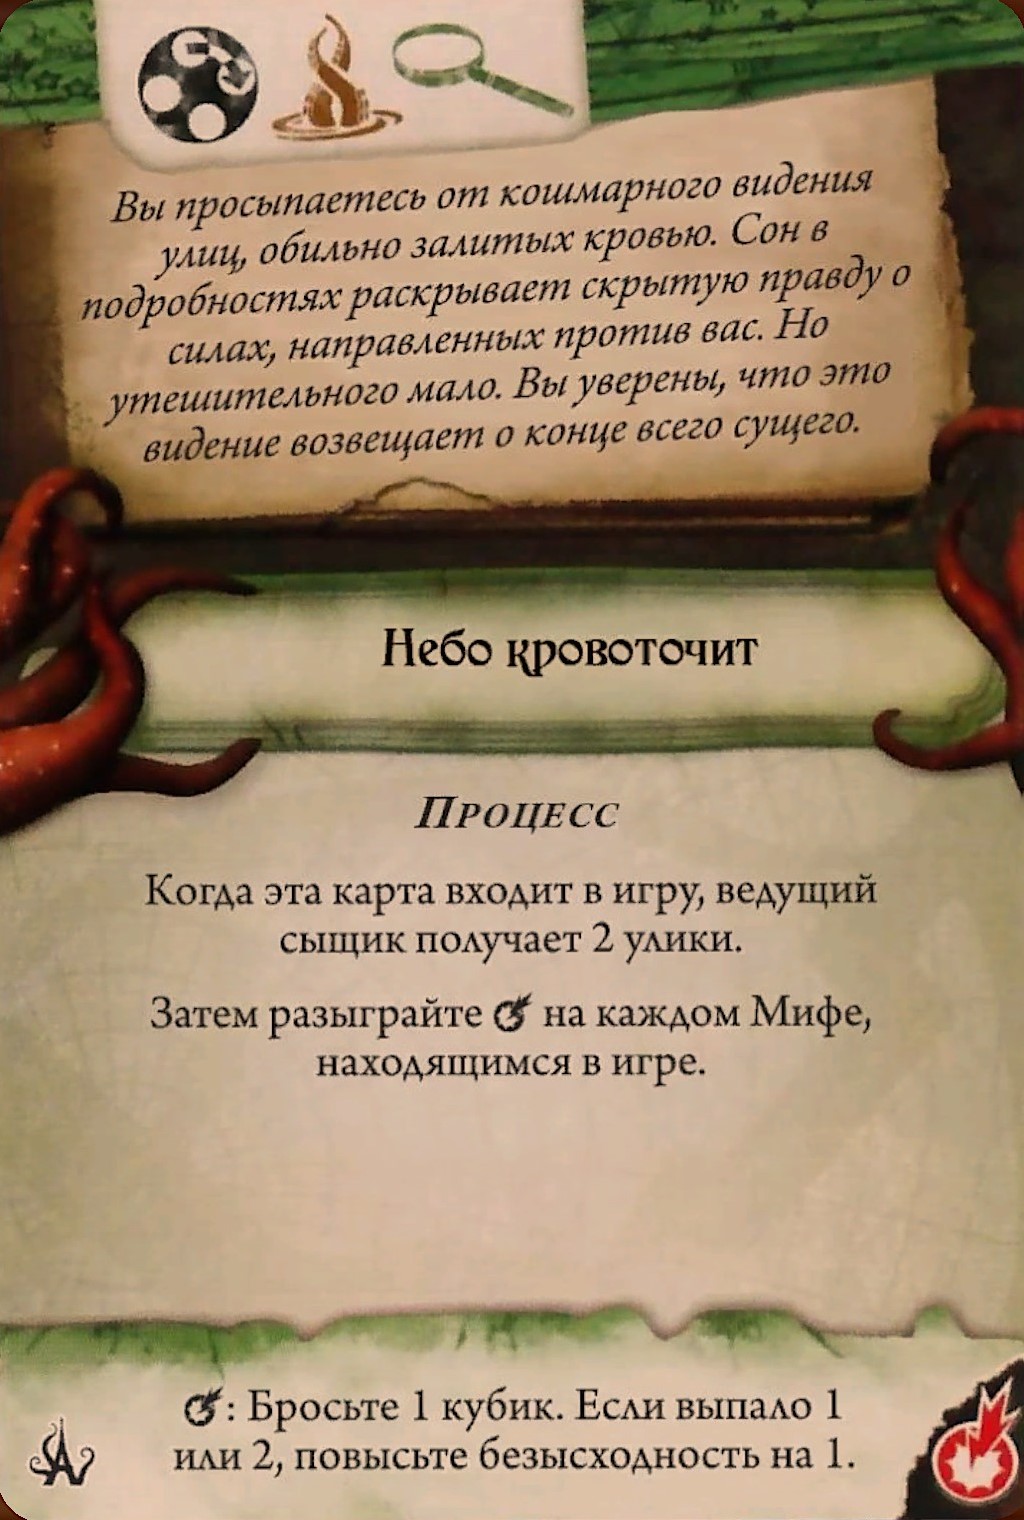 Вы просыпаетесь от кошмарного видения
улиц, обильно залитых кровью. Сон в
подробностях раскрывает скрытую правду о
силах, направленных против вас. Но
утешительного мало. Вы уверены, что это
видение возвещает о конце всего сущего.
Небо кровоточит
Процесс
Когда эта карта входит в игру, ведущий
сыщик получает 2 улики.
Затем разыграйте на каждом Мифе,
находящимся в игре.
: Бросьте 1 кубик. Если выпало 1
или 2, повысьте безысходность на 1.